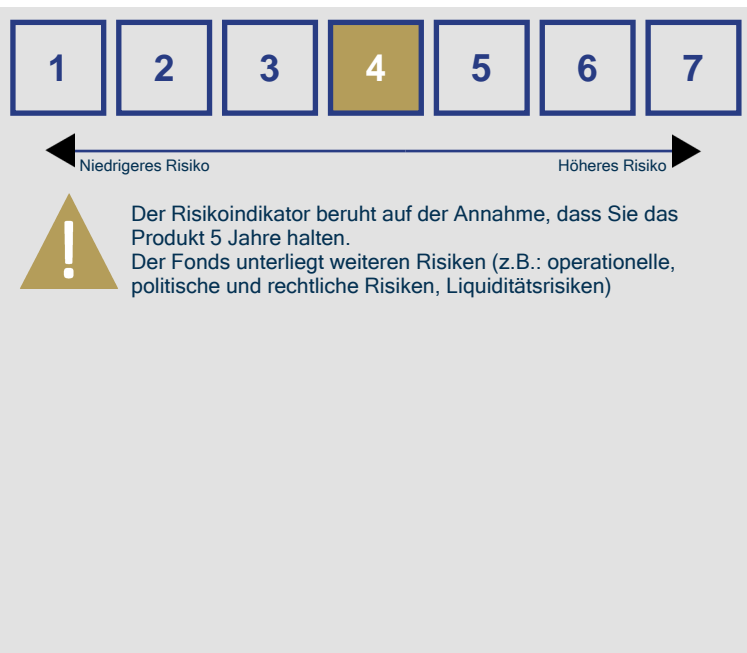 1 2 3 4 5 6 7
Niedrigeres Risiko Höheres Risiko
Der Risikoindikator beruht auf der Annahme, dass Sie das
Produkt 5 Jahre halten.
Der Fonds unterliegt weiteren Risiken (z.B.: operationelle,
politische und rechtliche Risiken, Liquiditätsrisiken)